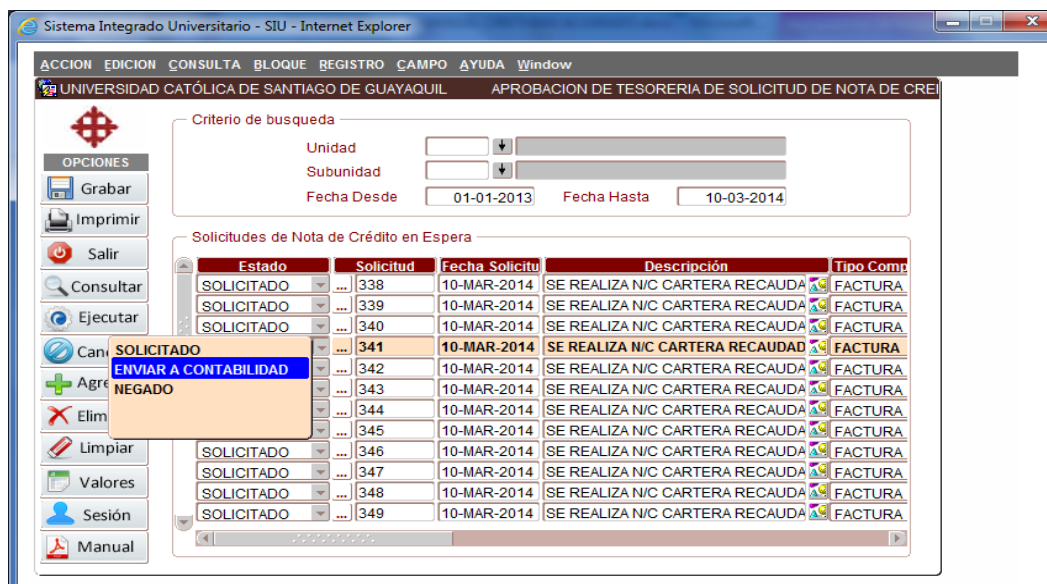 Sistema Integrado Universitario - SIU - Internet Explorer
ACCION EDICION CONSULTA BLOQUE REGISTRO CAMPO AYUDA Window
UNIVERSIDAD CATÓLICA DE SANTIAGO DE GUAYAQUIL APROBACION DE TESORERIA DE SOLICITUD DE NOTA DE CREI
OPCIONES
Grabar
Imprimir
Salir
Consultar
Ejecutar
Canc
Agre
Elim
Limpiar
Valores
Sesión
Manual
Criterio de busqueda
Unidad
Subunidad
Fecha Desde 01-01-2013 Fecha Hasta 10-03-2014
Solicitudes de Nota de Crédito en Espera
Estado Solicitud Fecha Solicitu Descripción Tipo Comp
SOLICITADO ... 338 10-MAR-2014 SE REALIZA N/C CARTERA RECAUDA FACTURA
SOLICITADO ... 339 10-MAR-2014 SE REALIZA N/C CARTERA RECAUDA FACTURA
SOLICITADO ... 340 10-MAR-2014 SE REALIZA N/C CARTERA RECAUDA FACTURA
... 341 10-MAR-2014 SE REALIZA N/C CARTERA RECAUDAD FACTURA
... 342 10-MAR-2014 SE REALIZA N/C CARTERA RECAUDA FACTURA
... 343 10-MAR-2014 SE REALIZA N/C CARTERA RECAUDA FACTURA
... 344 10-MAR-2014 SE REALIZA N/C CARTERA RECAUDA FACTURA
... 345 10-MAR-2014 SE REALIZA N/C CARTERA RECAUDA FACTURA
SOLICITADO ... 346 10-MAR-2014 SE REALIZA N/C CARTERA RECAUDA FACTURA
SOLICITADO ... 347 10-MAR-2014 SE REALIZA N/C CARTERA RECAUDA FACTURA
SOLICITADO ... 348 10-MAR-2014 SE REALIZA N/C CARTERA RECAUDA FACTURA
SOLICITADO ... 349 10-MAR-2014 SE REALIZA N/C CARTERA RECAUDA FACTURA
SOLICITADO
ENVIAR A CONTABILIDAD
NEGADO